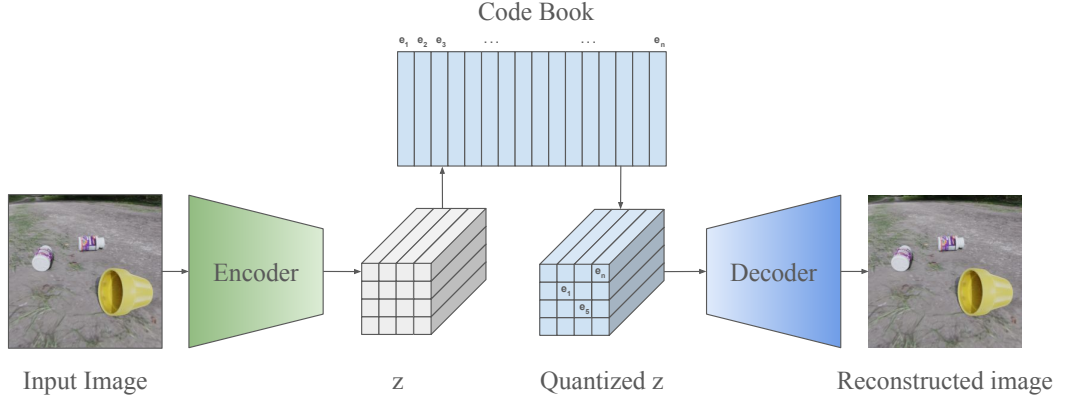 Code Book
e₁ e₂ e₃ ... ... eₙ
Encoder
eₙ
e₁
e₅
Decoder
Input Image
z
Quantized z
Reconstructed image